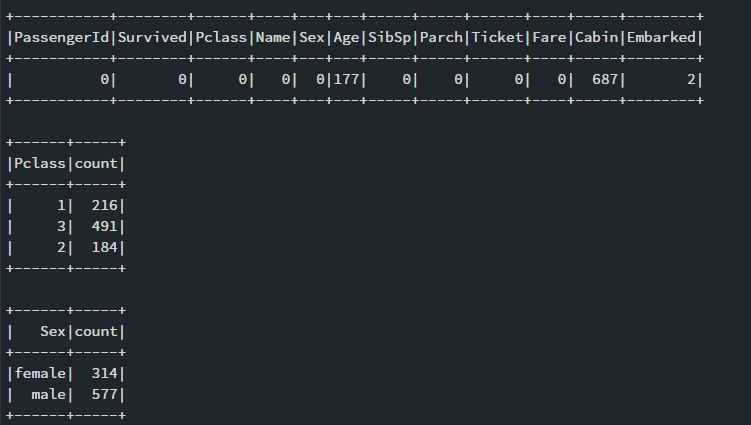 +-----------+--------+------+----+---+---+-----+-----+------+----+-----+--------+
|PassengerId|Survived|Pclass|Name|Sex|Age|SibSp|Parch|Ticket|Fare|Cabin|Embarked|
+-----------+--------+------+----+---+---+-----+-----+------+----+-----+--------+
|          0|       0|     0|   0|  0|177|    0|    0|     0|   0|  687|       2|
+-----------+--------+------+----+---+---+-----+-----+------+----+-----+--------+
+------+-----+
|Pclass|count|
+------+-----+
|     1|  216|
|     3|  491|
|     2|  184|
+------+-----+
+------+-----+
|   Sex|count|
+------+-----+
|female|  314|
|  male|  577|
+------+-----+